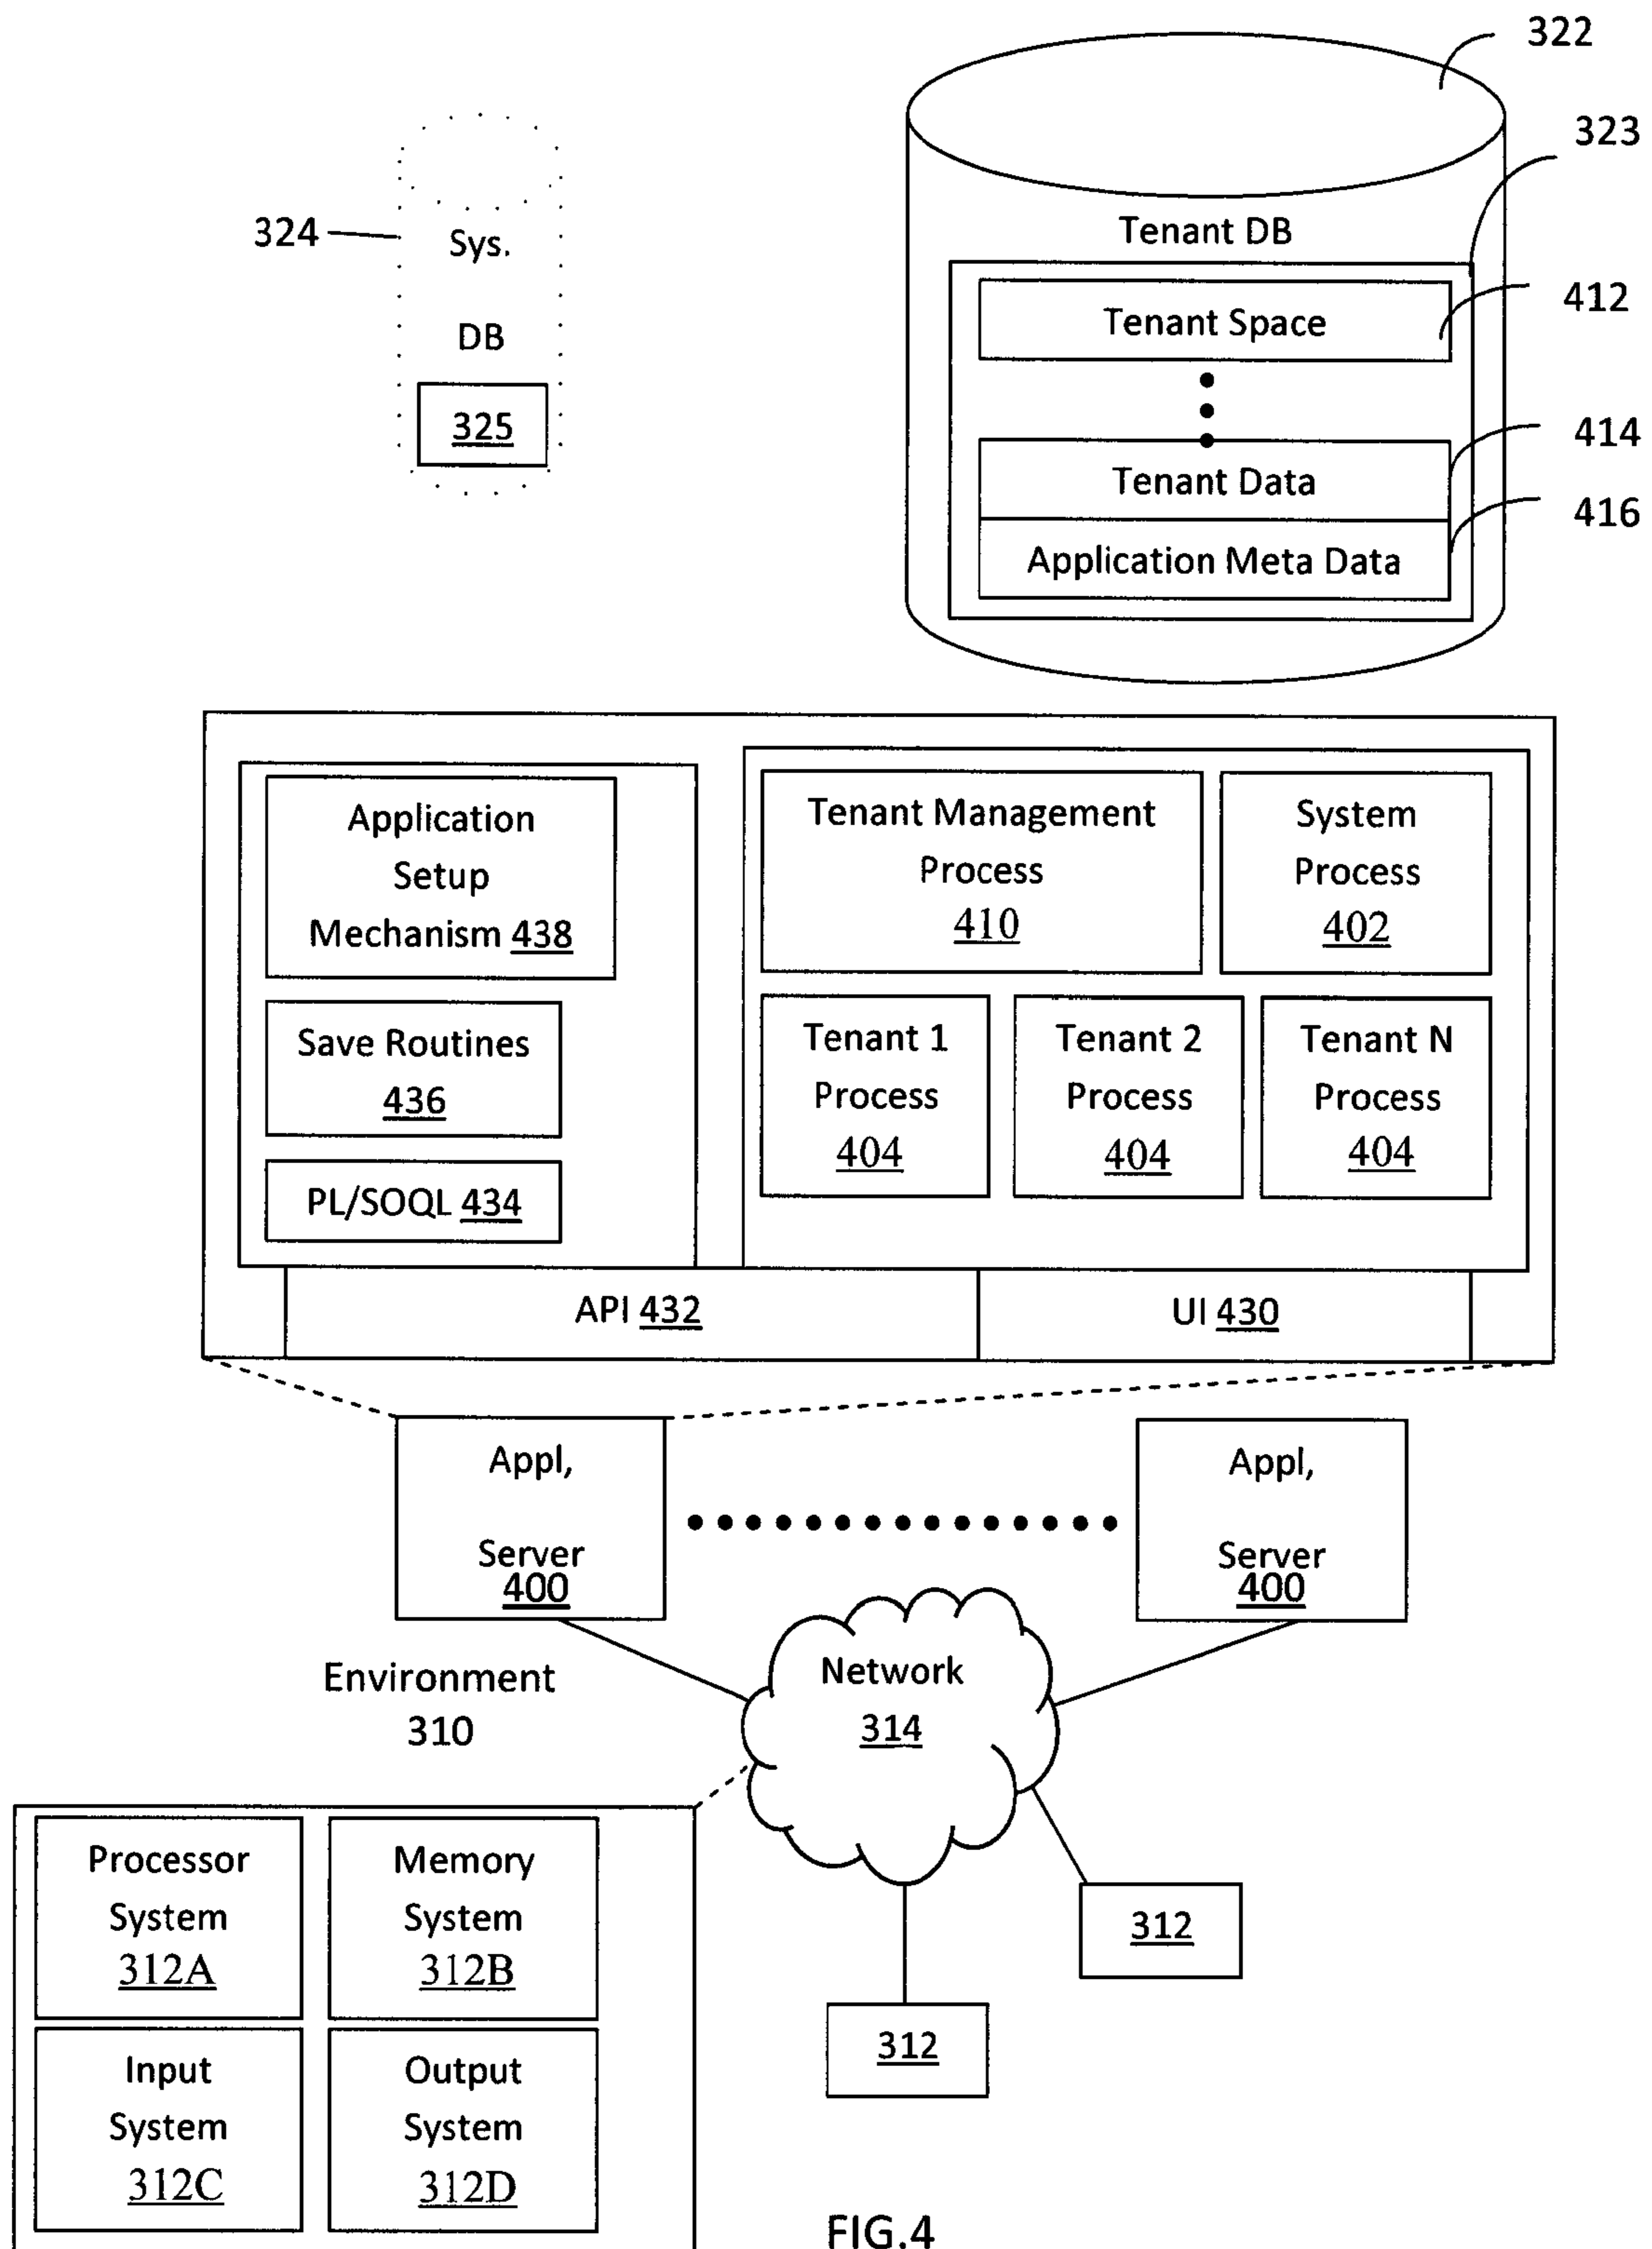 322
323
324
Sys.
DB
325
Tenant DB
Tenant Space
412
414
Tenant Data
416
Application Meta Data
Application
Setup
Mechanism 438
Save Routines
436
PL/SOQL 434
Tenant Management
Process
410
System
Process
402
Tenant 1
Process
404
Tenant 2
Process
404
Tenant N
Process
404
API 432
UI 430
Appl,
Server
400
Appl,
Server
400
Environment
310
Network
314
Processor
System
312A
Memory
System
312B
Input
System
312C
Output
System
312D
312
312
FIG.4